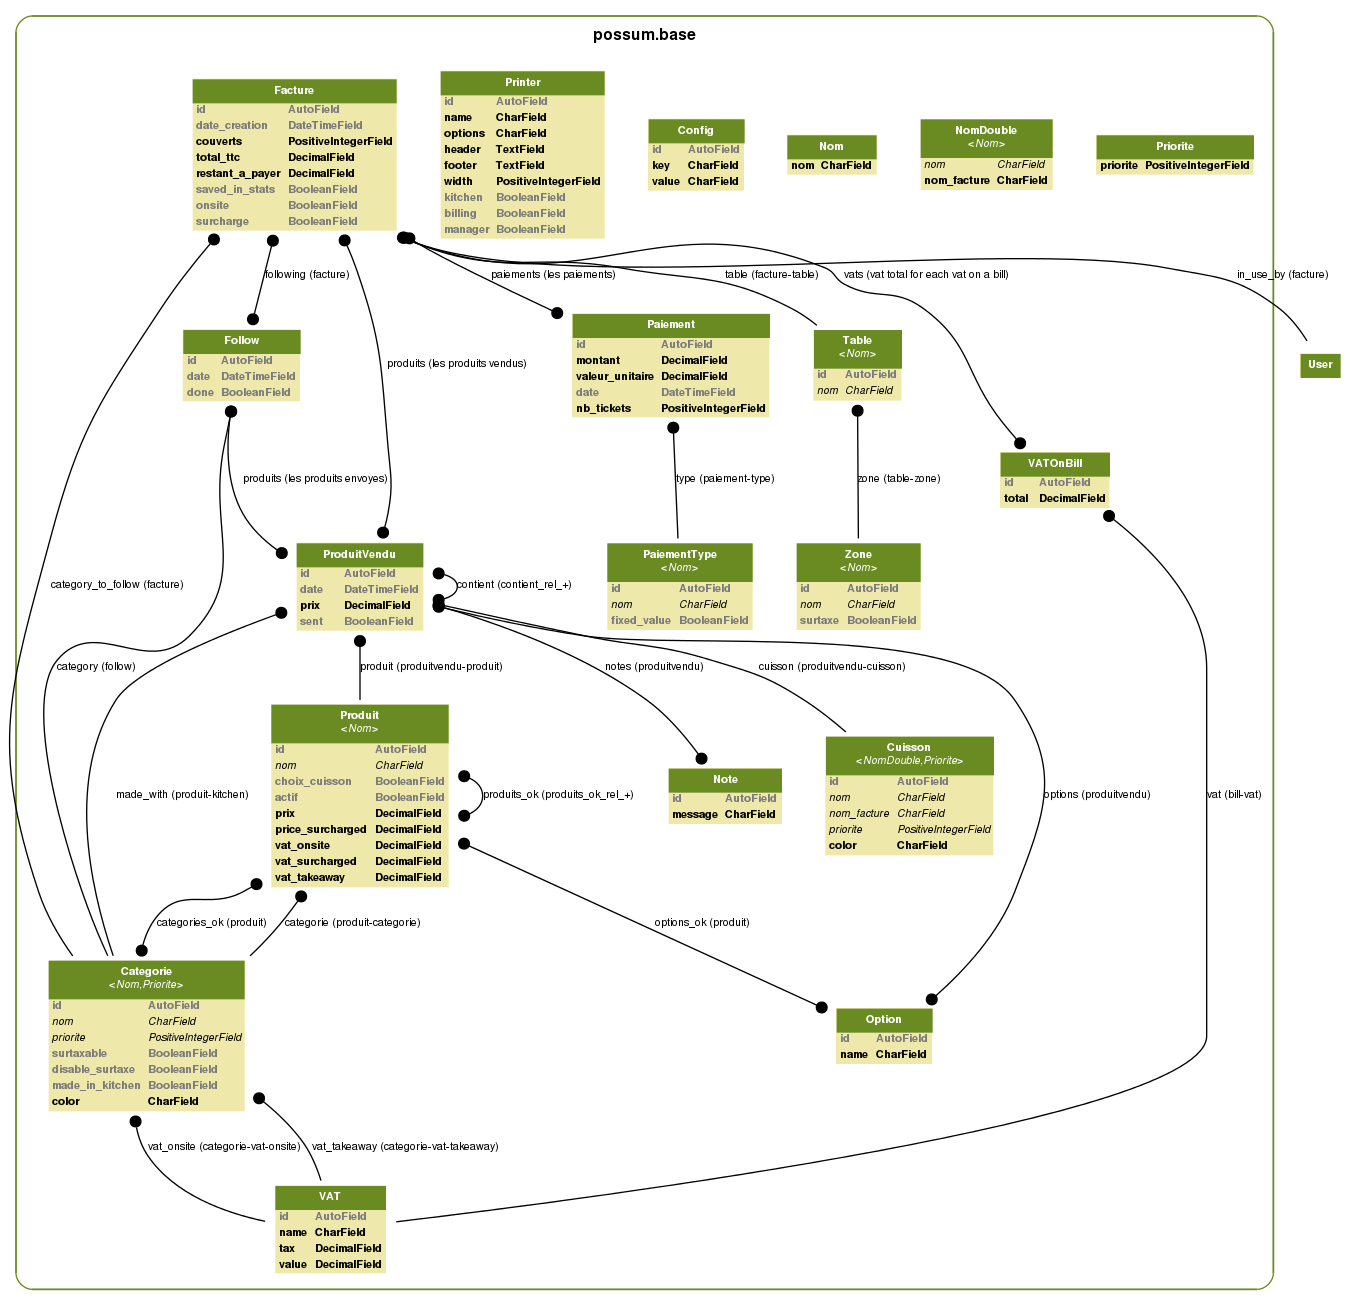 possum.base
Facture
id AutoField
date_creation DateTimeField
couverts PositiveIntegerField
total_ttc DecimalField
restant_a_payer DecimalField
saved_in_stats BooleanField
onsite BooleanField
surcharge BooleanField
Printer
id AutoField
name CharField
options CharField
header TextField
footer TextField
width PositiveIntegerField
kitchen BooleanField
billing BooleanField
manager BooleanField
Config
id AutoField
key CharField
value CharField
Nom
nom CharField
NomDouble
<Nom>
nom CharField
nom_facture CharField
Priorite
priorite PositiveIntegerField
following (facture)
paiements (les paiements)
table (facture-table)
vats (vat total for each vat on a bill)
in_use_by (facture)
Follow
id AutoField
date DateTimeField
done BooleanField
produits (les produits vendus)
Paiement
id AutoField
montant DecimalField
valeur_unitaire DecimalField
date DateTimeField
nb_tickets PositiveIntegerField
Table
<Nom>
id AutoField
nom CharField
User
produits (les produits envoyes)
type (paiement-type)
zone (table-zone)
VATOnBill
id AutoField
total DecimalField
category_to_follow (facture)
ProduitVendu
id AutoField
date DateTimeField
prix DecimalField
sent BooleanField
contient (contient_rel_+)
PaiementType
<Nom>
id AutoField
nom CharField
fixed_value BooleanField
Zone
<Nom>
id AutoField
nom CharField
surtaxe BooleanField
category (follow)
produit (produitvendu-produit)
notes (produitvendu)
cuisson (produitvendu-cuisson)
made_with (produit-kitchen)
Produit
<Nom>
id AutoField
nom CharField
choix_cuisson BooleanField
actif BooleanField
prix DecimalField
price_surcharged DecimalField
vat_onsite DecimalField
vat_surcharged DecimalField
vat_takeaway DecimalField
produits_ok (produits_ok_rel_+)
Note
id AutoField
message CharField
Cuisson
<NomDouble,Priorite>
id AutoField
nom CharField
nom_facture CharField
priorite PositiveIntegerField
color CharField
options (produitvendu)
vat (bill-vat)
categories_ok (produit)
categorie (produit-categorie)
options_ok (produit)
Categorie
<Nom,Priorite>
id AutoField
nom CharField
priorite PositiveIntegerField
surtaxable BooleanField
disable_surtaxe BooleanField
made_in_kitchen BooleanField
color CharField
Option
id AutoField
name CharField
vat_onsite (categorie-vat-onsite)
vat_takeaway (categorie-vat-takeaway)
VAT
id AutoField
name CharField
tax DecimalField
value DecimalField